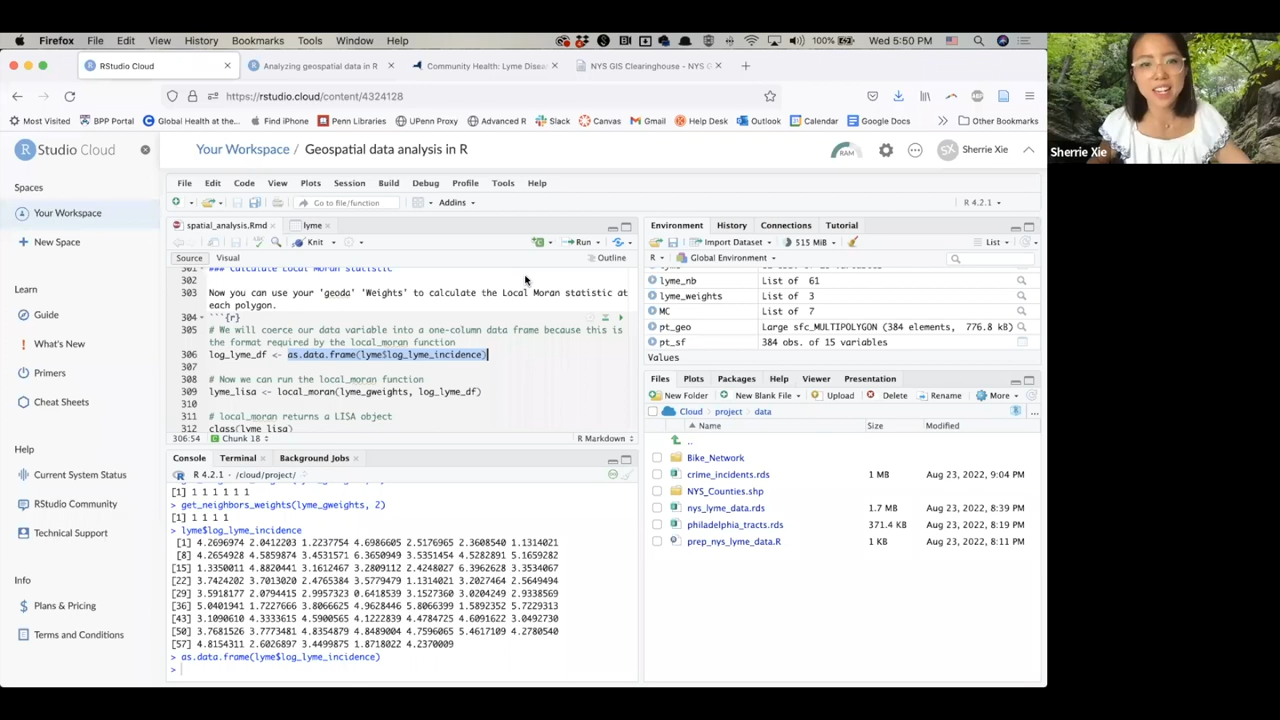 Firefox File Edit View History Bookmarks Tools Window Help 100% Wed 5:50 PM
RStudio Cloud Analyzing geospatial data in R Community Health: Lyme Disea NYS GIS Clearinghouse - NYS
https://rstudio.cloud/content/4324128
Most Visited BPP Portal Global Health at the... Find iPhone Penn Libraries UPenn Proxy Advanced R Slack Canvas Gmail Help Desk Outlook Calendar Google Docs Other Bookmarks
Sherrie Xie
R Studio Cloud
Your Workspace / Geospatial data analysis in R
RAM SX Sherrie Xie
Spaces
Your Workspace
New Space
Learn
Guide
What's New
Primers
Cheat Sheets
Help
Current System Status
RStudio Community
Technical Support
Info
Plans & Pricing
Terms and Conditions
File Edit Code View Plots Session Build Debug Profile Tools Help
Go to file/function Addins R 4.2.1
spatial_analysis.Rmd lyme
Knit Run
Source Visual Outline
301 ### Calculate Local Moran statistic
302
303 Now you can use your 'geoda' 'Weights' to calculate the Local Moran statistic at
each polygon.
304 ```{r}
305 # We will coerce our data variable into a one-column data frame because this is
the format required by the local_moran function
306 log_lyme_df <- as.data.frame(lyme$log_lyme_incidence)
307
308 # Now we can run the local_moran function
309 lyme_lisa <- local_moran(lyme_gweights, log_lyme_df)
310
311 # local_moran returns a LISA object
class(lyme_lisa)
306:54 Chunk 18 R Markdown
Console Terminal Background Jobs
R 4.2.1 · /cloud/project/
[1] 1 1 1 1 1 1
> get_neighbors_weights(lyme_gweights, 2)
[1] 1 1 1 1
> lyme$log_lyme_incidence
[1] 4.2696974 2.0412203 1.2237754 4.6986605 2.5176965 2.3608540 1.1314021
[8] 4.2654928 4.5859874 3.4531571 6.3650949 3.5351454 4.5282891 5.1659282
[15] 1.3350011 4.8820441 3.1612467 3.2809112 2.4248027 6.3962628 3.3534067
[22] 3.7424202 3.7013020 2.4765384 3.5779479 1.1314021 3.2027464 2.5649494
[29] 3.5918177 2.0794415 2.9957323 0.6418539 3.1527360 3.0204249 2.9338569
[36] 5.0401941 1.7227666 3.8066625 4.9628446 5.8066399 1.5892352 5.7229313
[43] 3.1090610 4.3333615 4.5900565 4.1222839 4.4784725 4.6091622 3.0492730
[50] 3.7681526 3.7773481 4.8354879 4.8489004 4.7596065 5.4617109 4.2780540
[57] 4.8154311 2.6026897 3.4499875 1.8718022 4.2370009
> as.data.frame(lyme$log_lyme_incidence)
>
Environment History Connections Tutorial
Import Dataset 515 MiB List
R Global Environment
lyme_nb List of 61
lyme_weights List of 3
MC List of 7
pt_geo Large sfc_MULTIPOLYGON (384 elements, 776.8 kB)
pt_sf 384 obs. of 15 variables
Values
Files Plots Packages Help Viewer Presentation
New Folder New Blank File Upload Delete Rename More
Cloud project data
Name Size Modified
..
Bike_Network
crime_incidents.rds 1 MB Aug 23, 2022, 9:04 PM
NYS_Counties.shp
nys_lyme_data.rds 1.7 MB Aug 23, 2022, 8:39 PM
philadelphia_tracts.rds 371.4 KB Aug 23, 2022, 8:19 PM
prep_nys_lyme_data.R 1 KB Aug 23, 2022, 8:11 PM